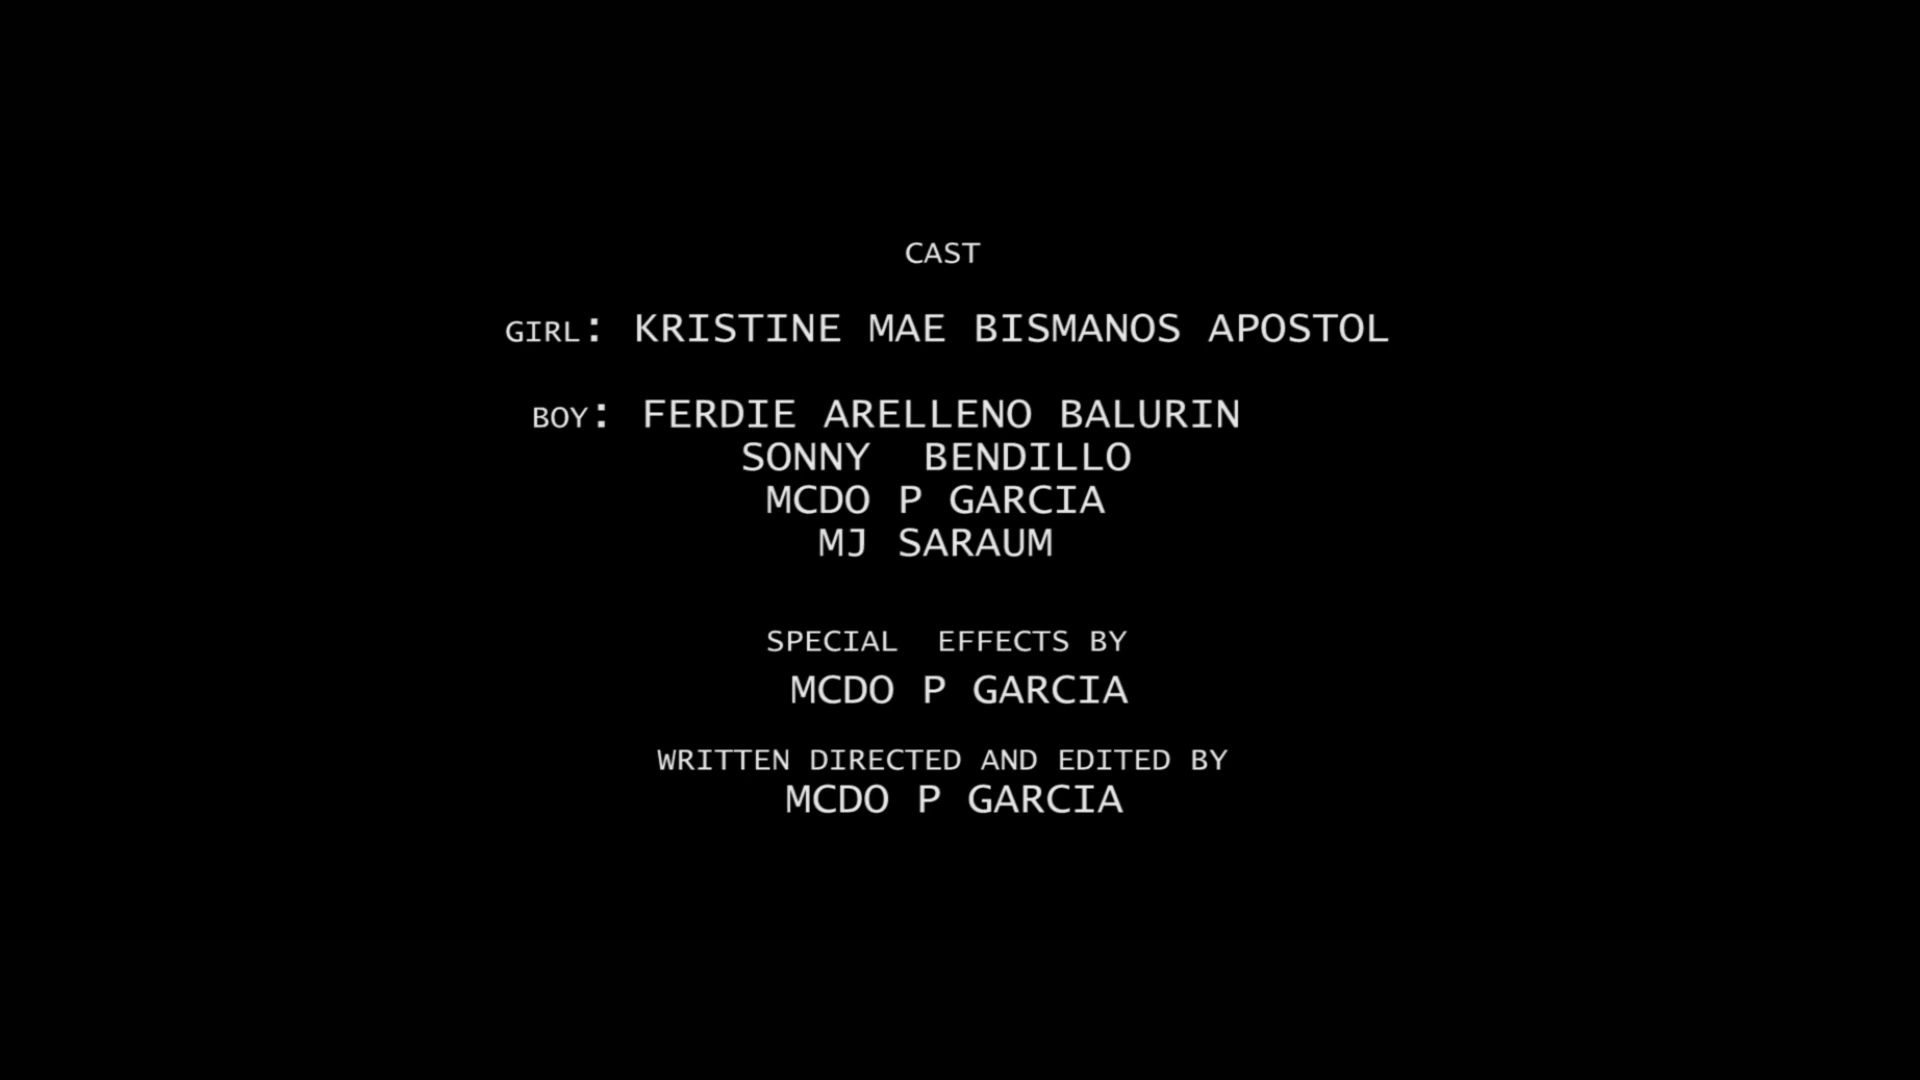 CAST
GIRL: KRISTINE MAE BISMANOS APOSTOL
BOY: FERDIE ARELLENO BALURIN
SONNY BENDILLO
MCDO P GARCIA
MJ SARAUM
SPECIAL EFFECTS BY
MCDO P GARCIA
WRITTEN DIRECTED AND EDITED BY
MCDO P GARCIA